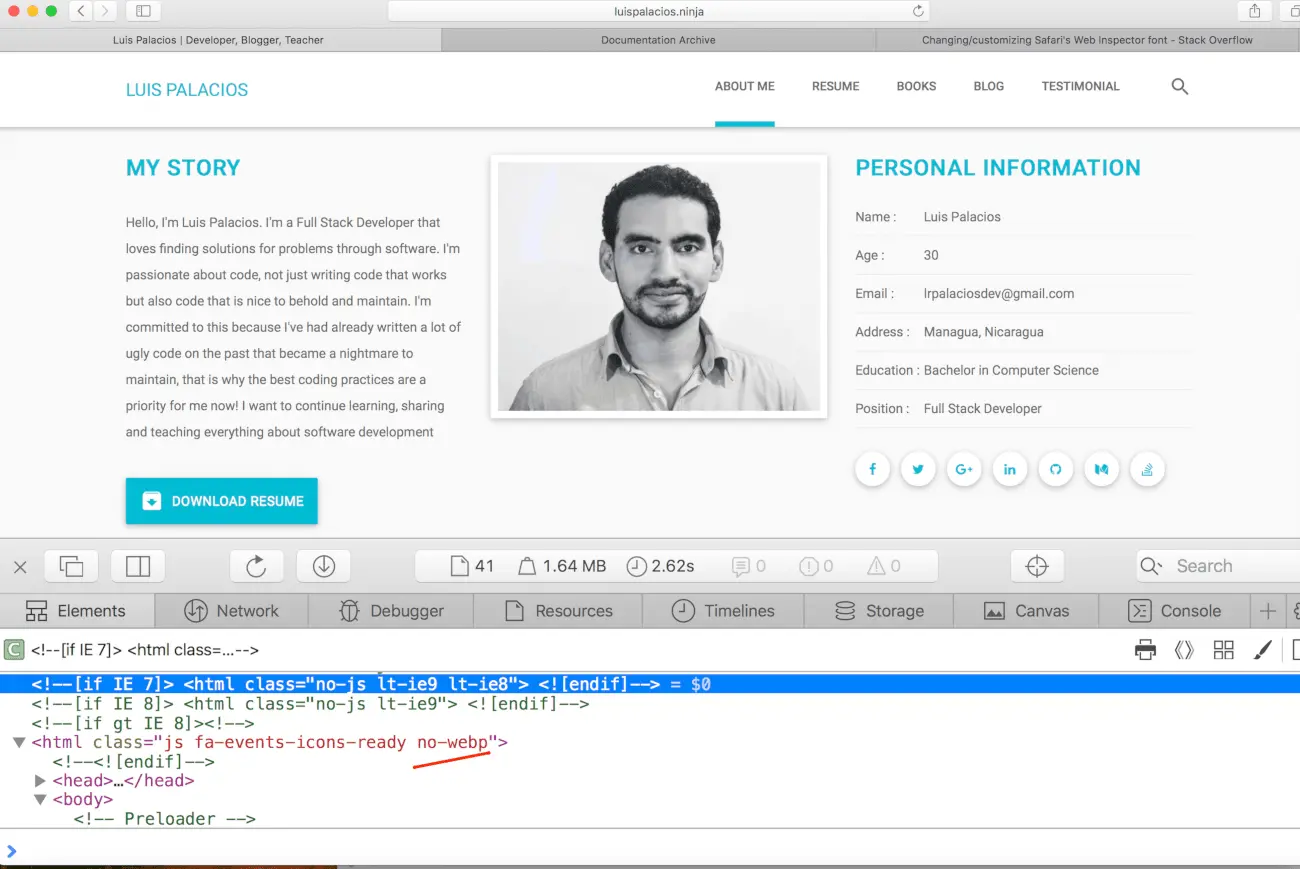 luispalacios.ninja
Luis Palacios | Developer, Blogger, Teacher
Documentation Archive
Changing/customizing Safari's Web Inspector font - Stack Overflow
LUIS PALACIOS
ABOUT ME
RESUME
BOOKS
BLOG
TESTIMONIAL
MY STORY
Hello, I'm Luis Palacios. I'm a Full Stack Developer that
loves finding solutions for problems through software. I'm
passionate about code, not just writing code that works
but also code that is nice to behold and maintain. I'm
committed to this because I've had already written a lot of
ugly code on the past that became a nightmare to
maintain, that is why the best coding practices are a
priority for me now! I want to continue learning, sharing
and teaching everything about software development
DOWNLOAD RESUME
PERSONAL INFORMATION
Name : Luis Palacios
Age : 30
Email : lrpalaciosdev@gmail.com
Address : Managua, Nicaragua
Education : Bachelor in Computer Science
Position : Full Stack Developer
41 1.64 MB 2.62s 0 0 0
Search
Elements
Network
Debugger
Resources
Timelines
Storage
Canvas
Console
C <!--[if IE 7]> <html class=...-->
<!--[if IE 7]> <html class="no-js lt-ie9 lt-ie8"> <![endif]--> = $0
<!--[if IE 8]> <html class="no-js lt-ie9"> <![endif]-->
<!--[if gt IE 8]><!-->
<html class="js fa-events-icons-ready no-webp">
<!--<![endif]-->
<head>…</head>
<body>
<!-- Preloader -->